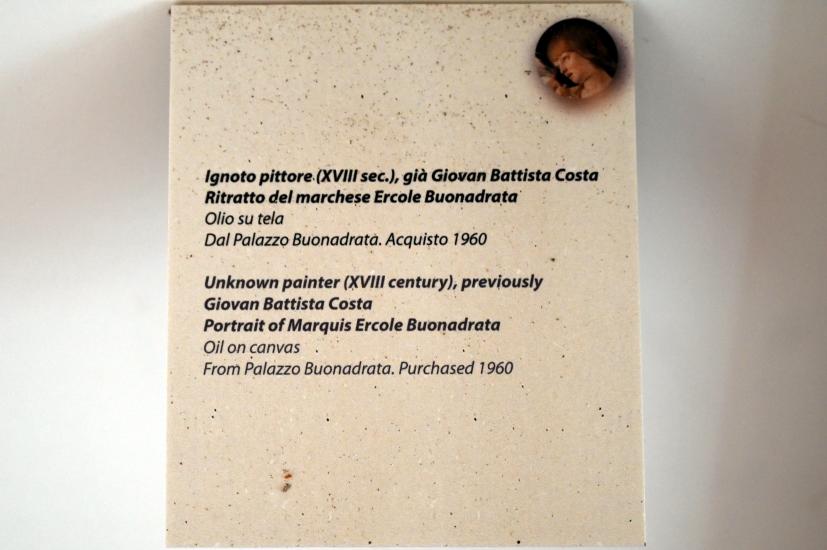 Ignoto pittore (XVIII sec.), già Giovan Battista Costa
Ritratto del marchese Ercole Buonadrata
Olio su tela
Dal Palazzo Buonadrata. Acquisto 1960
Unknown painter (XVIII century), previously
Giovan Battista Costa
Portrait of Marquis Ercole Buonadrata
Oil on canvas
From Palazzo Buonadrata. Purchased 1960